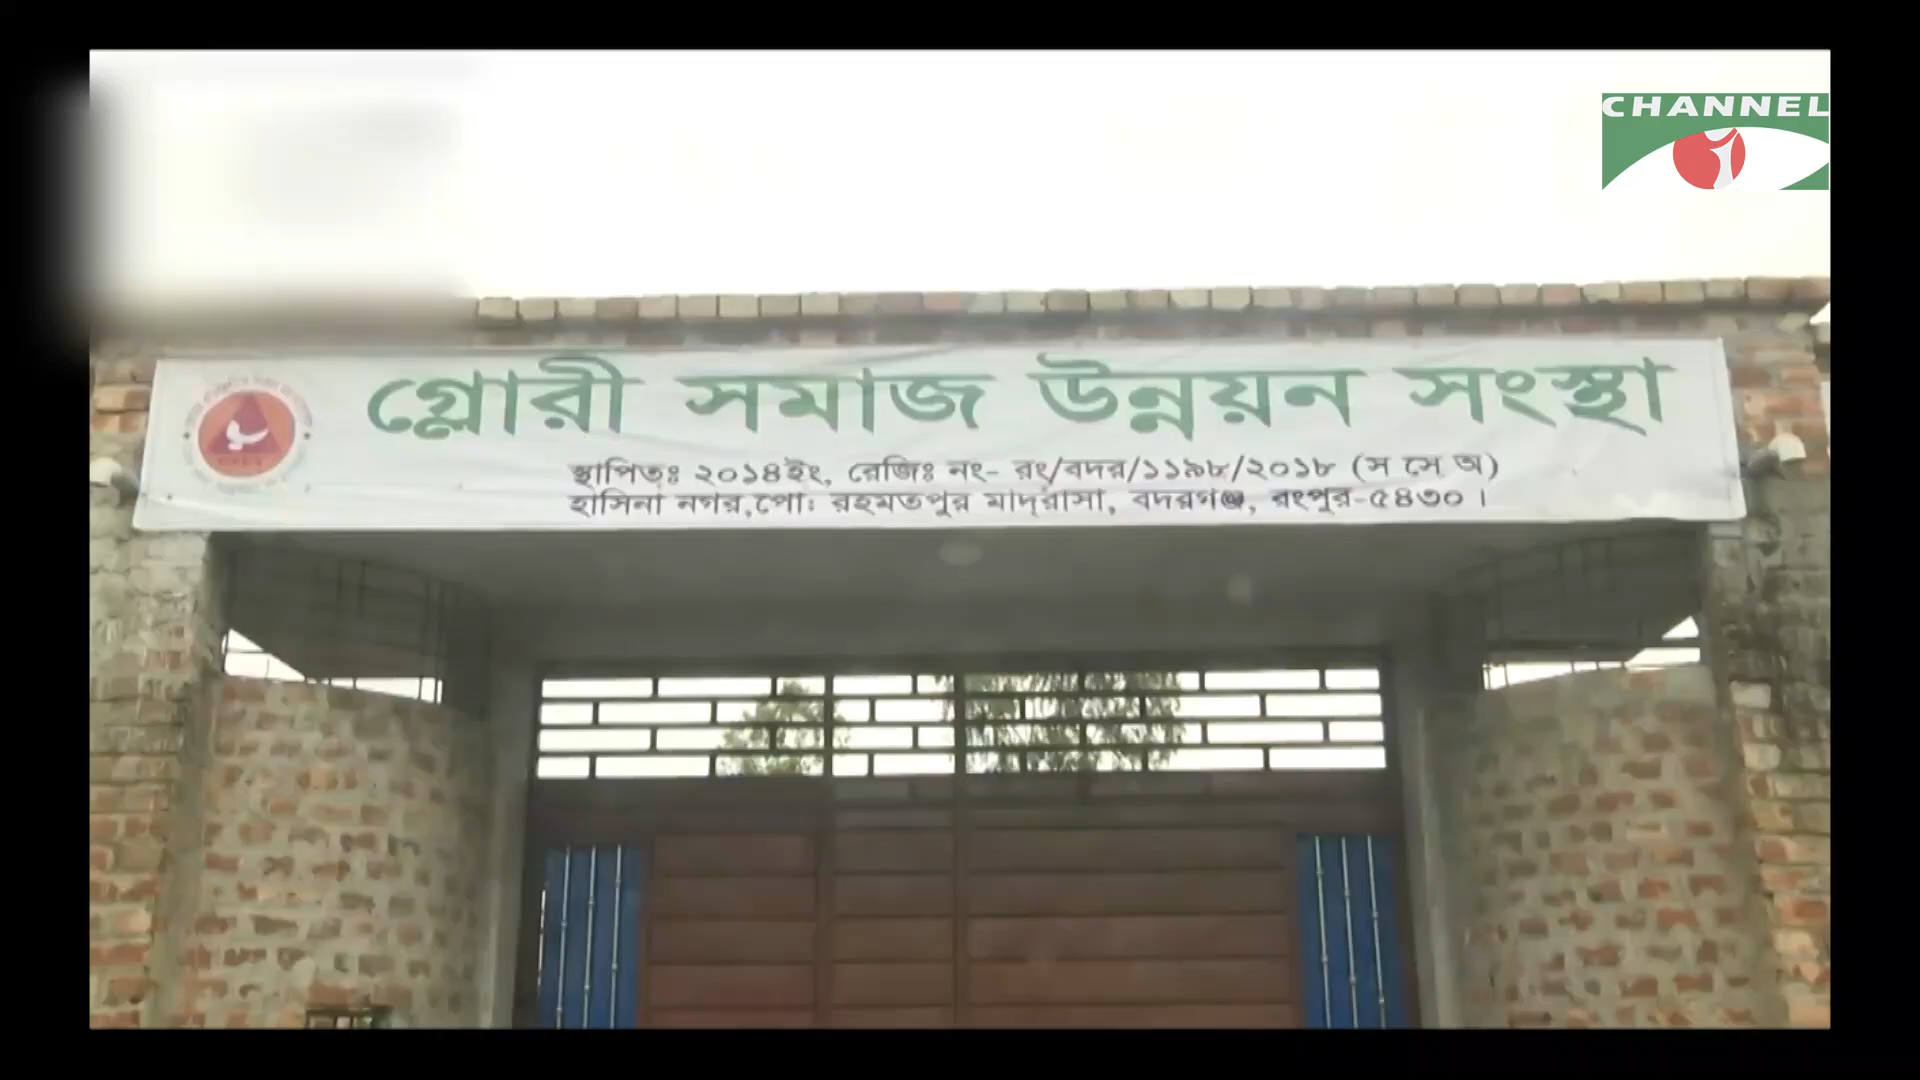 CHANNEL
গ্লোরী সমাজ উন্নয়ন সংস্থা
স্থাপিতঃ ২০১৪ইং, রেজিঃ নং- রং/বদর/১১৯৮/২০১৮ (স সে অ)
হাসিনা নগর,পো: রহমতপুর মাদ্রাসা, বদরগঞ্জ, রংপুর-৫৪৩০ ।